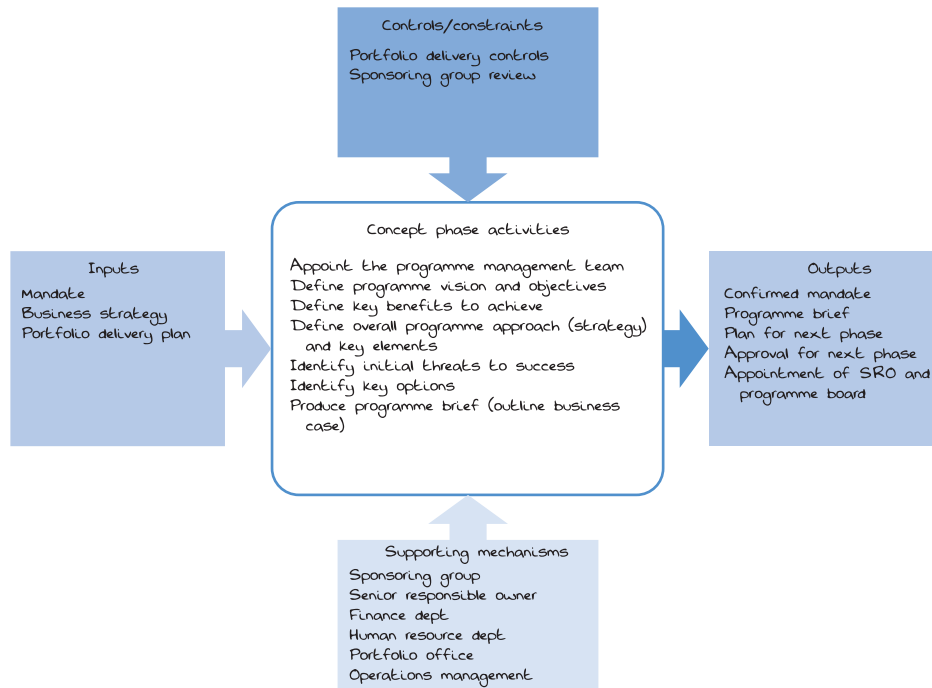 Controls/constraints
Portfolio delivery controls
Sponsoring group review
Inputs
Mandate
Business strategy
Portfolio delivery plan
Concept phase activities
Appoint the programme management team
Define programme vision and objectives
Define key benefits to achieve
Define overall programme approach (strategy)
and key elements
Identify initial threats to success
Identify key options
Produce programme brief (outline business
case)
Outputs
Confirmed mandate
Programme brief
Plan for next phase
Approval for next phase
Appointment of SRO and
programme board
Supporting mechanisms
Sponsoring group
Senior responsible owner
Finance dept
Human resource dept
Portfolio office
Operations management